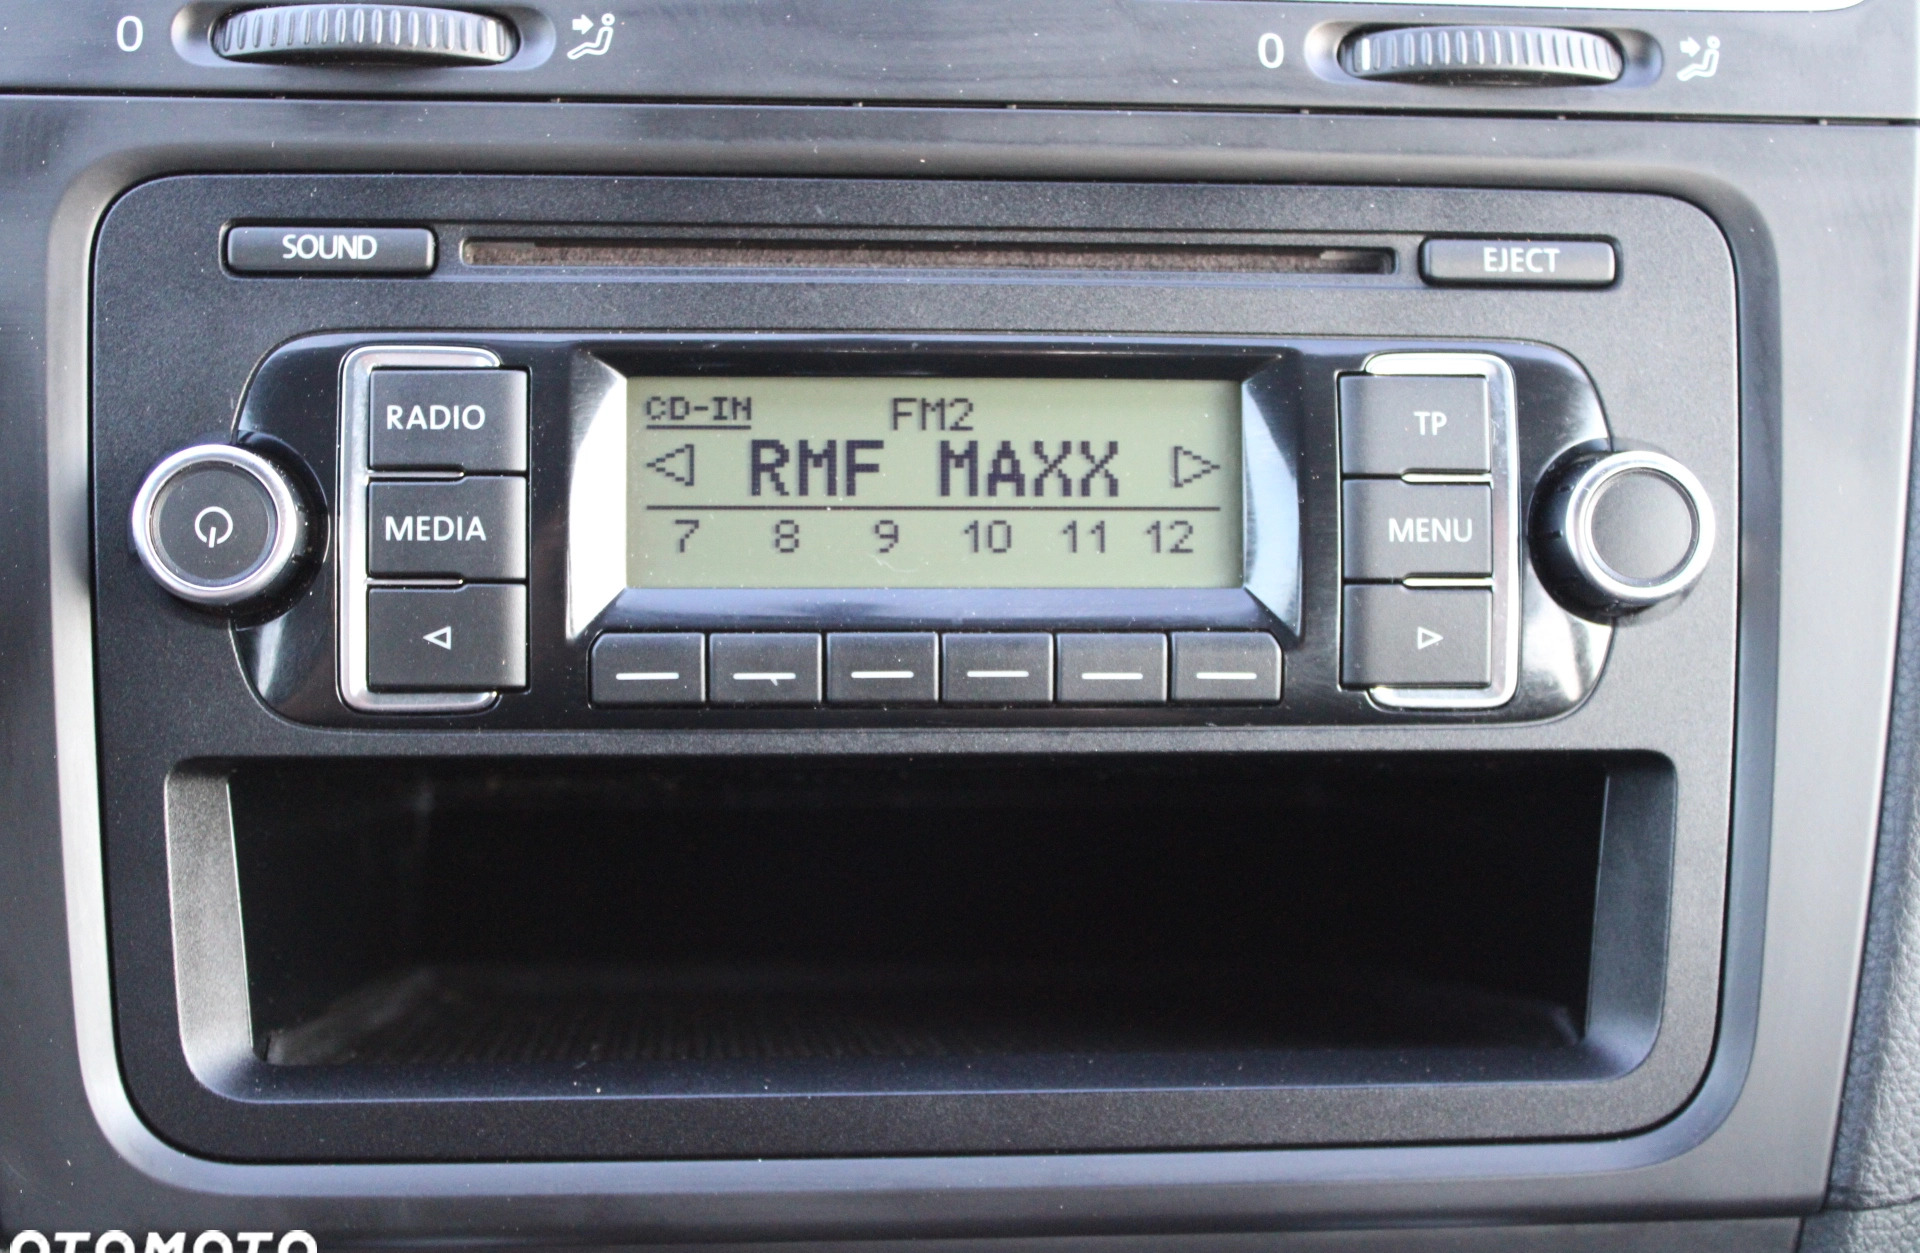 0 0
SOUND EJECT
RADIO CD-IN FM2 TP
◁ RMF MAXX ▷
MEDIA 7 8 9 10 11 12 MENU
◁ ▷
OTOMOTO